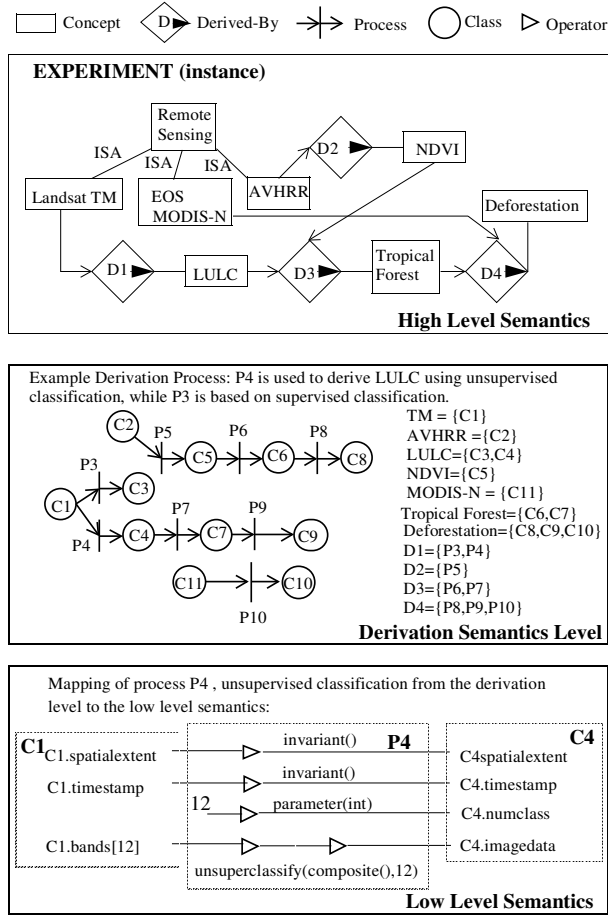 Concept D Derived-By Process Class Operator
EXPERIMENT (instance)
Remote
Sensing
D2
NDVI
ISA
ISA
ISA
Landsat TM
EOS
MODIS-N
AVHRR
Deforestation
D1
LULC
D3
Tropical
Forest
D4
High Level Semantics
Example Derivation Process: P4 is used to derive LULC using unsupervised
classification, while P3 is based on supervised classification.
C2
P5
P6
P8
C5
C6
C8
P3
C1
C3
P4
C4
P7
C7
P9
C9
C11
C10
P10
TM = {C1}
AVHRR ={C2}
LULC={C3,C4}
NDVI={C5}
MODIS-N = {C11}
Tropical Forest={C6,C7}
Deforestation={C8,C9,C10}
D1={P3,P4}
D2={P5}
D3={P6,P7}
D4={P8,P9,P10}
Derivation Semantics Level
Mapping of process P4 , unsupervised classification from the derivation
level to the low level semantics:
C1
P4
C4
C1.spatialextent
invariant()
C4spatialextent
C1.timestamp
invariant()
C4.timestamp
12
parameter(int)
C4.numclass
C1.bands[12]
C4.imagedata
unsuperclassify(composite(),12)
Low Level Semantics